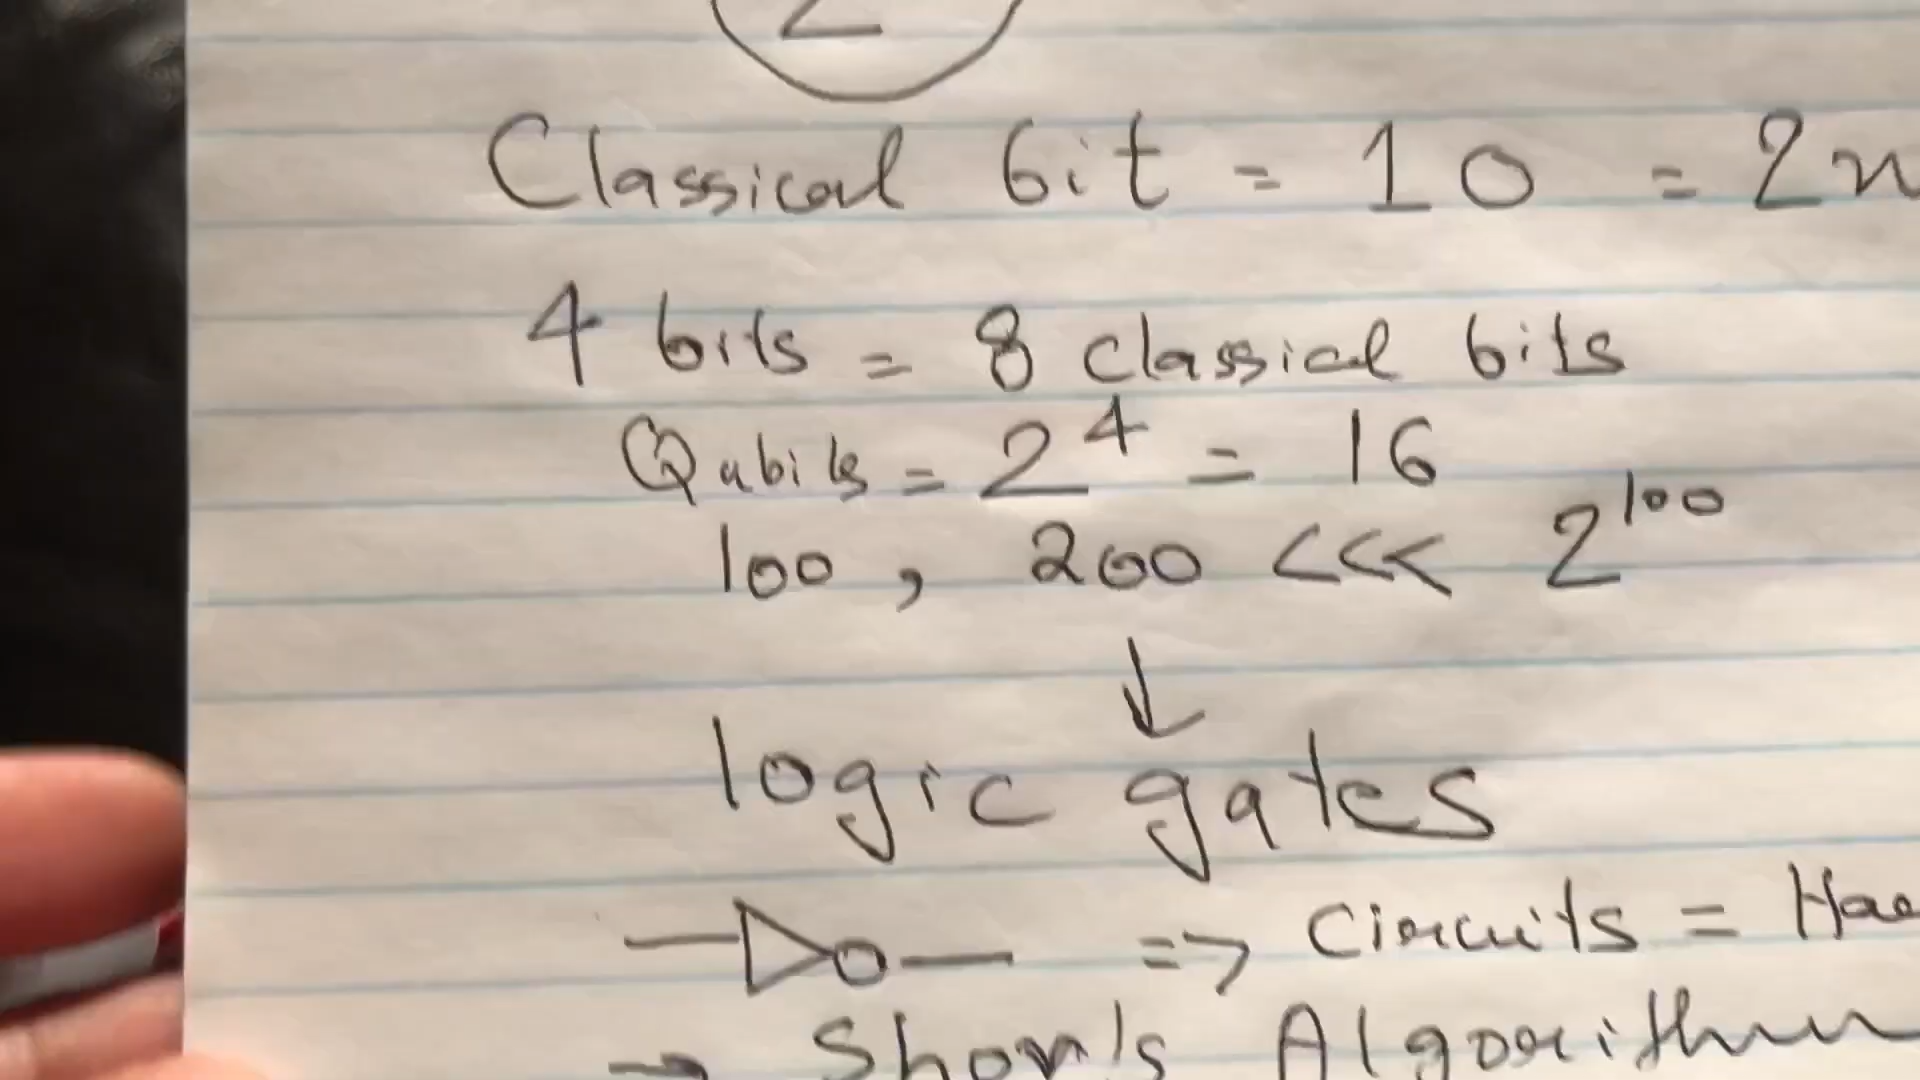 2
Classical bit = 1 0 = 2n
4 bits = 8 classical bits
Qubits = 2^4 = 16
100 , 200 <<< 2^100
↓
logic gates
=> Circuits =
→ Shor's Algorithm